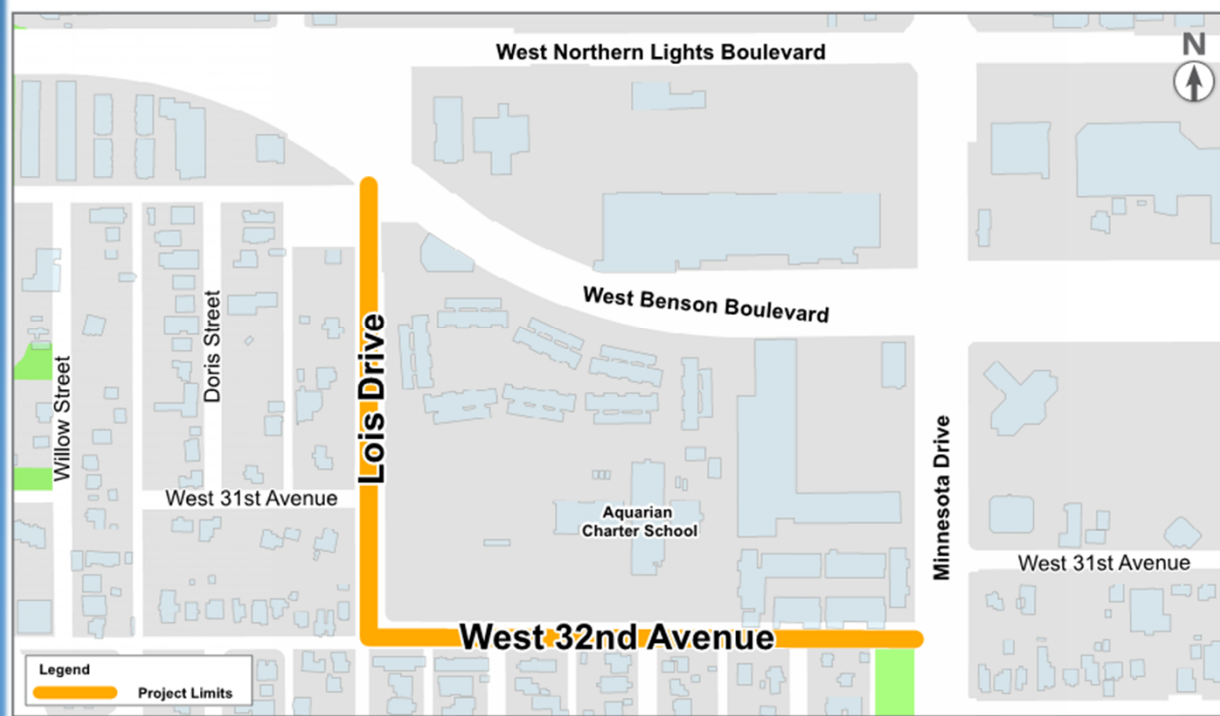 West Northern Lights Boulevard
N
West Benson Boulevard
Doris Street
Lois Drive
Willow Street
Minnesota Drive
West 31st Avenue
Aquarian
Charter School
West 31st Avenue
West 32nd Avenue
Legend
Project Limits